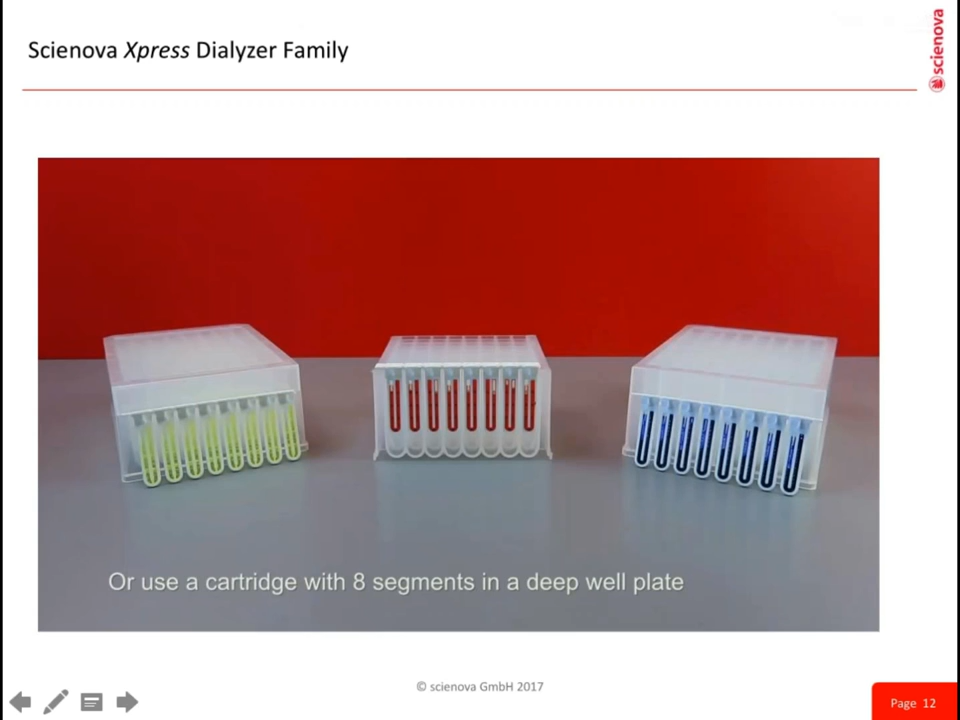 Scienova Xpress Dialyzer Family
scienova
Or use a cartridge with 8 segments in a deep well plate
© scienova GmbH 2017
Page 12